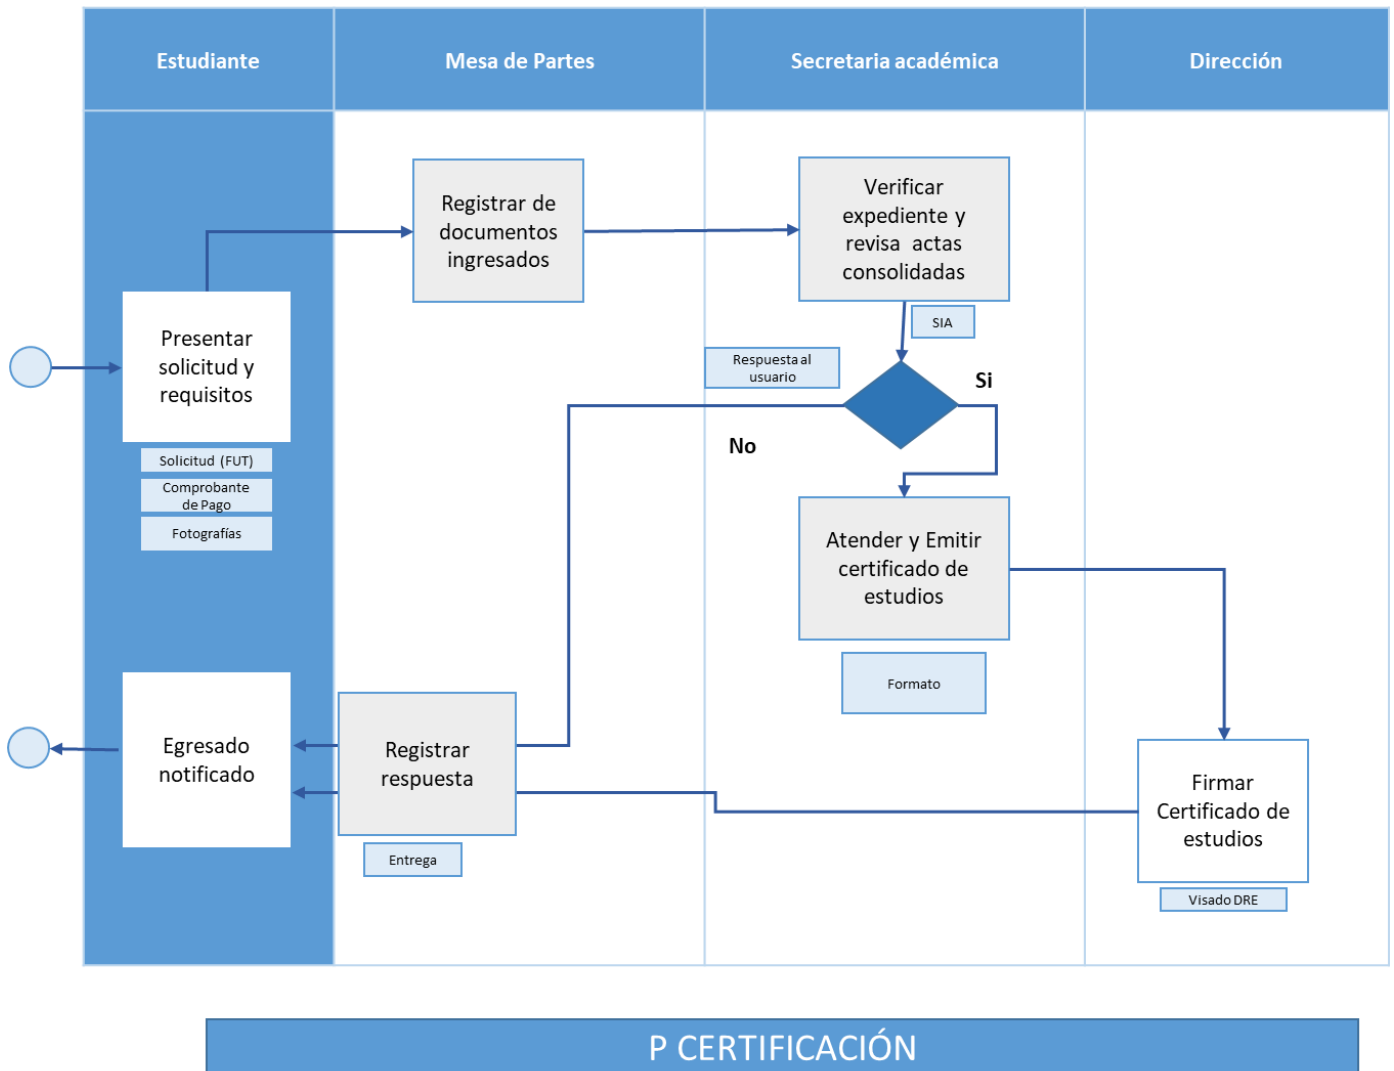 Estudiante
Mesa de Partes
Secretaria académica
Dirección
Registrar de
documentos
ingresados
Verificar
expediente y
revisa actas
consolidadas
SIA
Presentar
solicitud y
requisitos
Respuesta al
usuario
Si
No
Solicitud (FUT)
Comprobante
de Pago
Fotografías
Atender y Emitir
certificado de
estudios
Formato
Egresado
notificado
Registrar
respuesta
Entrega
Firmar
Certificado de
estudios
Visado DRE
P CERTIFICACIÓN